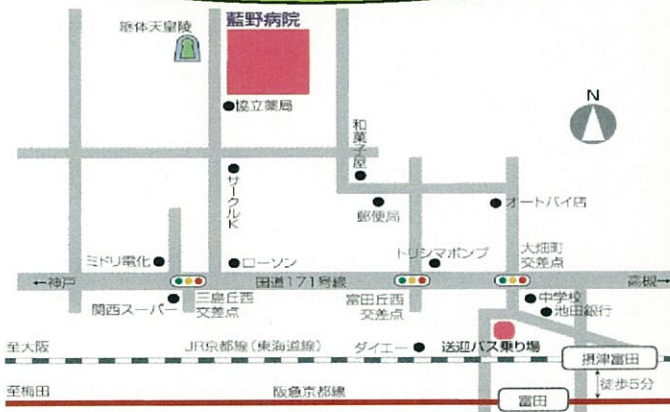 藍野病院
継体天皇陵
協立薬局
N
和菓子屋
サークルK
郵便局
オートバイ店
ミドリ電化
ローソン
トリシマポンプ
大畑町
交差点
←神戸
国道171号線
高槻→
関西スーパー
三島丘西
交差点
富田丘西
交差点
中学校
池田銀行
至大阪
JR京都線(東海道線)
ダイエー
送迎バス乗り場
摂津富田
徒歩5分
至梅田
阪急京都線
富田